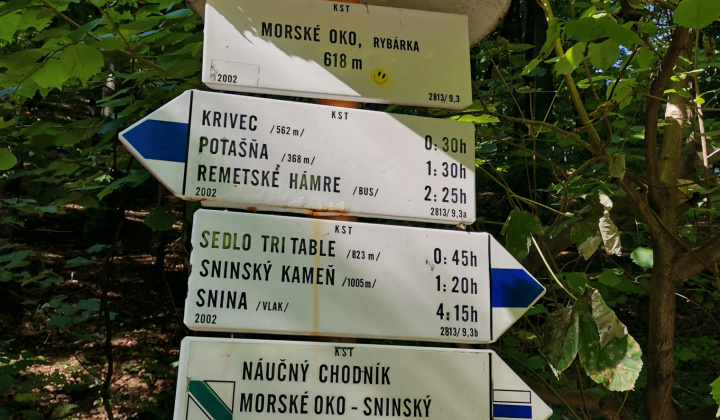 KST
MORSKÉ OKO, RYBÁRKA
618 m
2002 2813/9,3
KST
KRIVEC /562 m/ 0:30h
POTAŠŇA /368 m/ 1:30h
REMETSKÉ HÁMRE /BUS/ 2:25h
2002 2813/9,3a
KST
SEDLO TRI TABLE /823 m/ 0:45h
SNINSKÝ KAMEŇ /1005m/ 1:20h
SNINA /VLAK/ 4:15h
2002 2813/9,3b
KST
NÁUČNÝ CHODNÍK
MORSKÉ OKO - SNINSKÝ